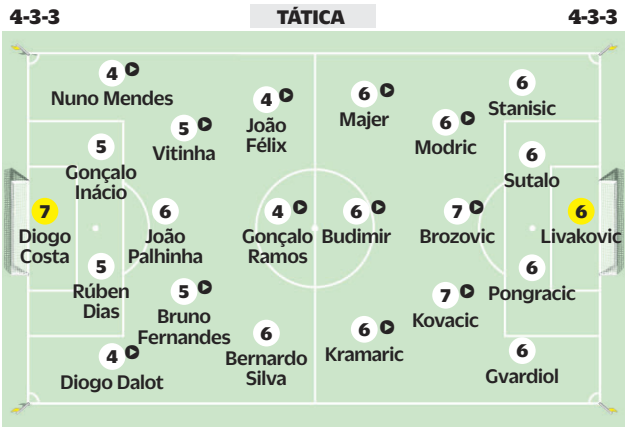 4-3-3 TÁTICA 4-3-3
4
Nuno Mendes
5
Gonçalo
Inácio
5
Vitinha
4
João
Félix
7
Diogo
Costa
6
João
Palhinha
4
Gonçalo
Ramos
5
Rúben
Dias
5
Bruno
Fernandes
4
Diogo Dalot
6
Bernardo
Silva
6
Majer
6
Modric
6
Stanisic
6
Sutalo
6
Budimir
7
Brozovic
6
Livakovic
6
Pongracic
7
Kovacic
6
Kramaric
6
Gvardiol